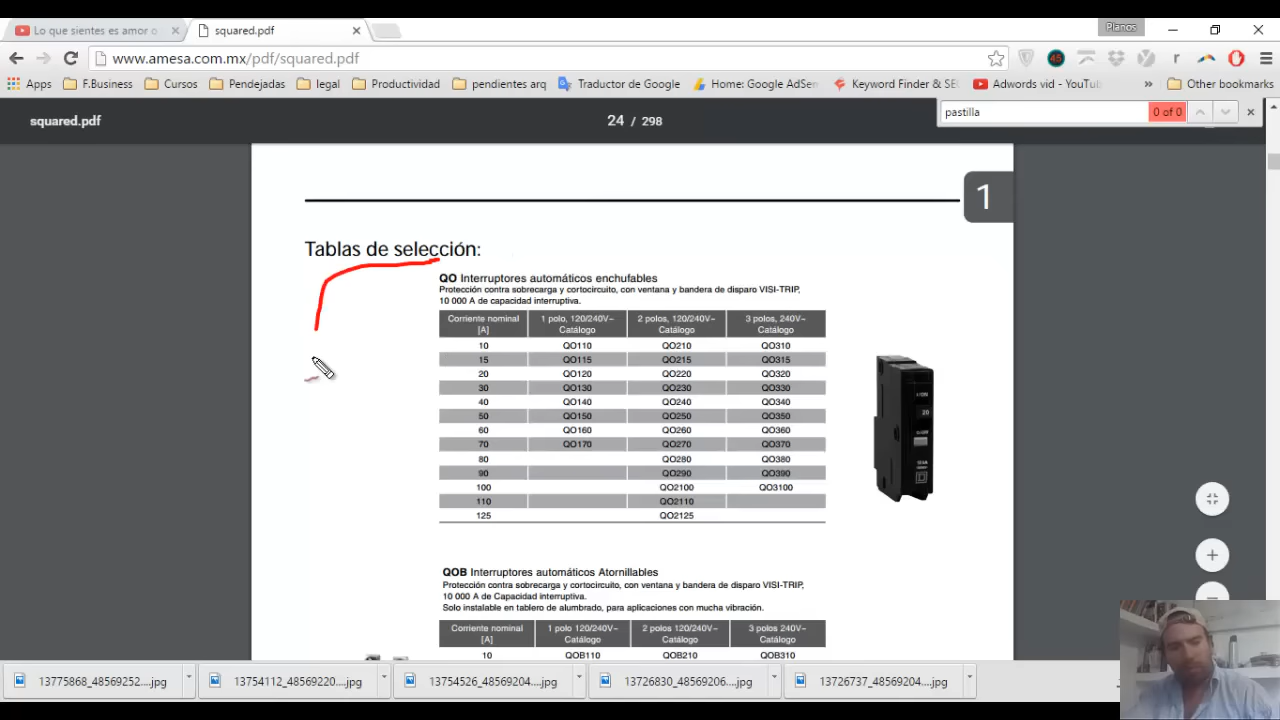 Lo que sientes es amor q
squared.pdf
Planos
www.amesa.com.mx/pdf/squared.pdf
45
r
Apps
F.Business
Cursos
Pendejadas
legal
Productividad
pendientes arq
Traductor de Google
Home: Google AdSen
Keyword Finder & SE
Adwords vid - YouTu
»
Other bookmarks
squared.pdf
24 / 298
pastilla
0 of 0
1
Tablas de selección:
QO Interruptores automáticos enchufables
Protección contra sobrecarga y cortocircuito, con ventana y bandera de disparo VISI-TRIP,
10 000 A de capacidad interruptiva.
Corriente nominal [A] 1 polo, 120/240V~ Catálogo 2 polos, 120/240V~ Catálogo 3 polos, 240V~ Catálogo
10 QO110 QO210 QO310
15 QO115 QO215 QO315
20 QO120 QO220 QO320
30 QO130 QO230 QO330
40 QO140 QO240 QO340
50 QO150 QO250 QO350
60 QO160 QO260 QO360
70 QO170 QO270 QO370
80 QO280 QO380
90 QO290 QO390
100 QO2100 QO3100
110 QO2110
125 QO2125
20
QOB Interruptores automáticos Atornillables
Protección contra sobrecarga y cortocircuito, con ventana y bandera de disparo VISI-TRIP,
10 000 A de Capacidad interruptiva.
Solo instalable en tablero de alumbrado, para aplicaciones con mucha vibración.
Corriente nominal [A] 1 polo 120/240V~ Catálogo 2 polos 120/240V~ Catálogo 3 polos 240V~ Catálogo
10 QOB110 QOB210 QOB310
13775868_48569252....jpg
13754112_48569220....jpg
13754526_48569204....jpg
13726830_48569206....jpg
13726737_48569204....jpg